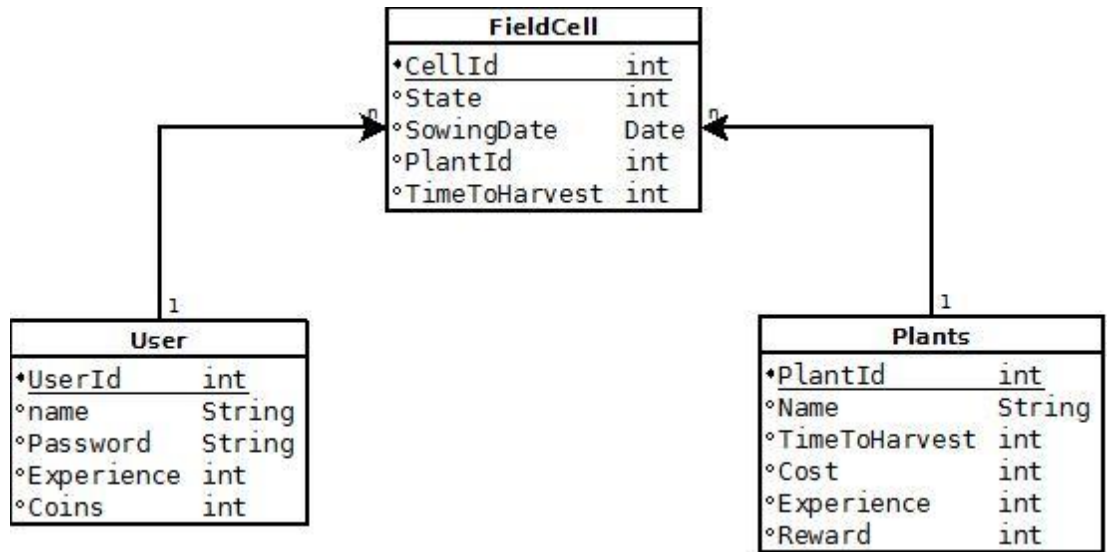 FieldCell
CellId int
State int
n
n
SowingDate Date
PlantId int
TimeToHarvest int
1
1
User
UserId int
name String
Password String
Experience int
Coins int
Plants
PlantId int
Name String
TimeToHarvest int
Cost int
Experience int
Reward int